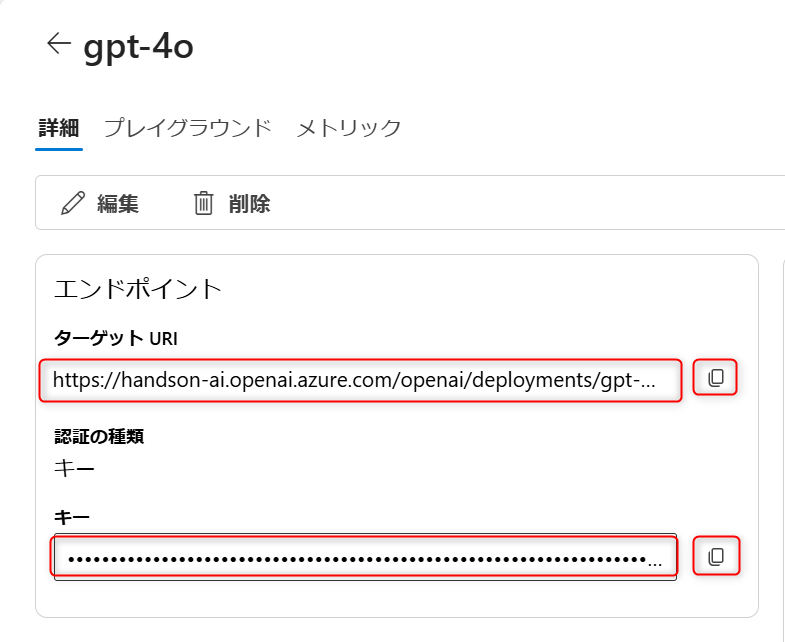 gpt-4o
詳細 プレイグラウンド メトリック
編集 削除
エンドポイント
ターゲット URI
https://handson-ai.openai.azure.com/openai/deployments/gpt-...
認証の種類
キー
キー
••••••••••••••••••••••••••••••••••••••••••••••••••••••••••••••••••••...